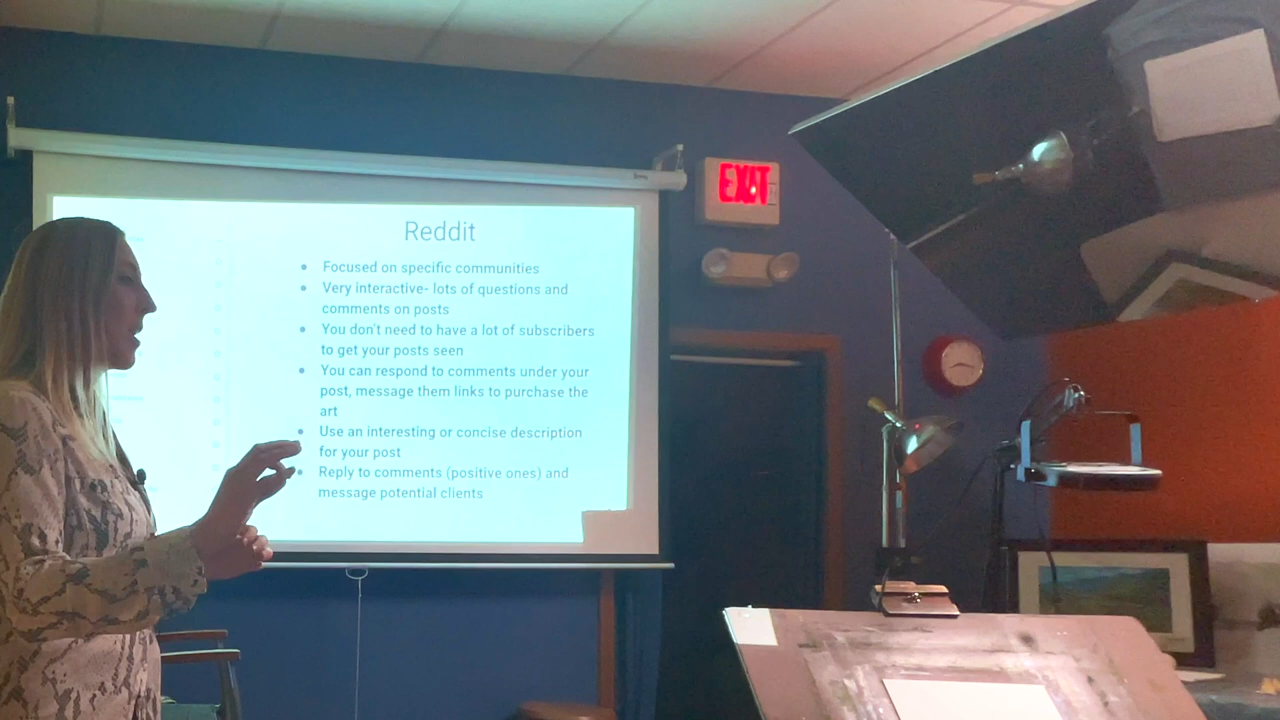 Reddit
Focused on specific communities
Very interactive- lots of questions and
comments on posts
You don't need to have a lot of subscribers
to get your posts seen
You can respond to comments under your
post, message them links to purchase the
art
Use an interesting or concise description
for your post
Reply to comments (positive ones) and
message potential clients
EXIT